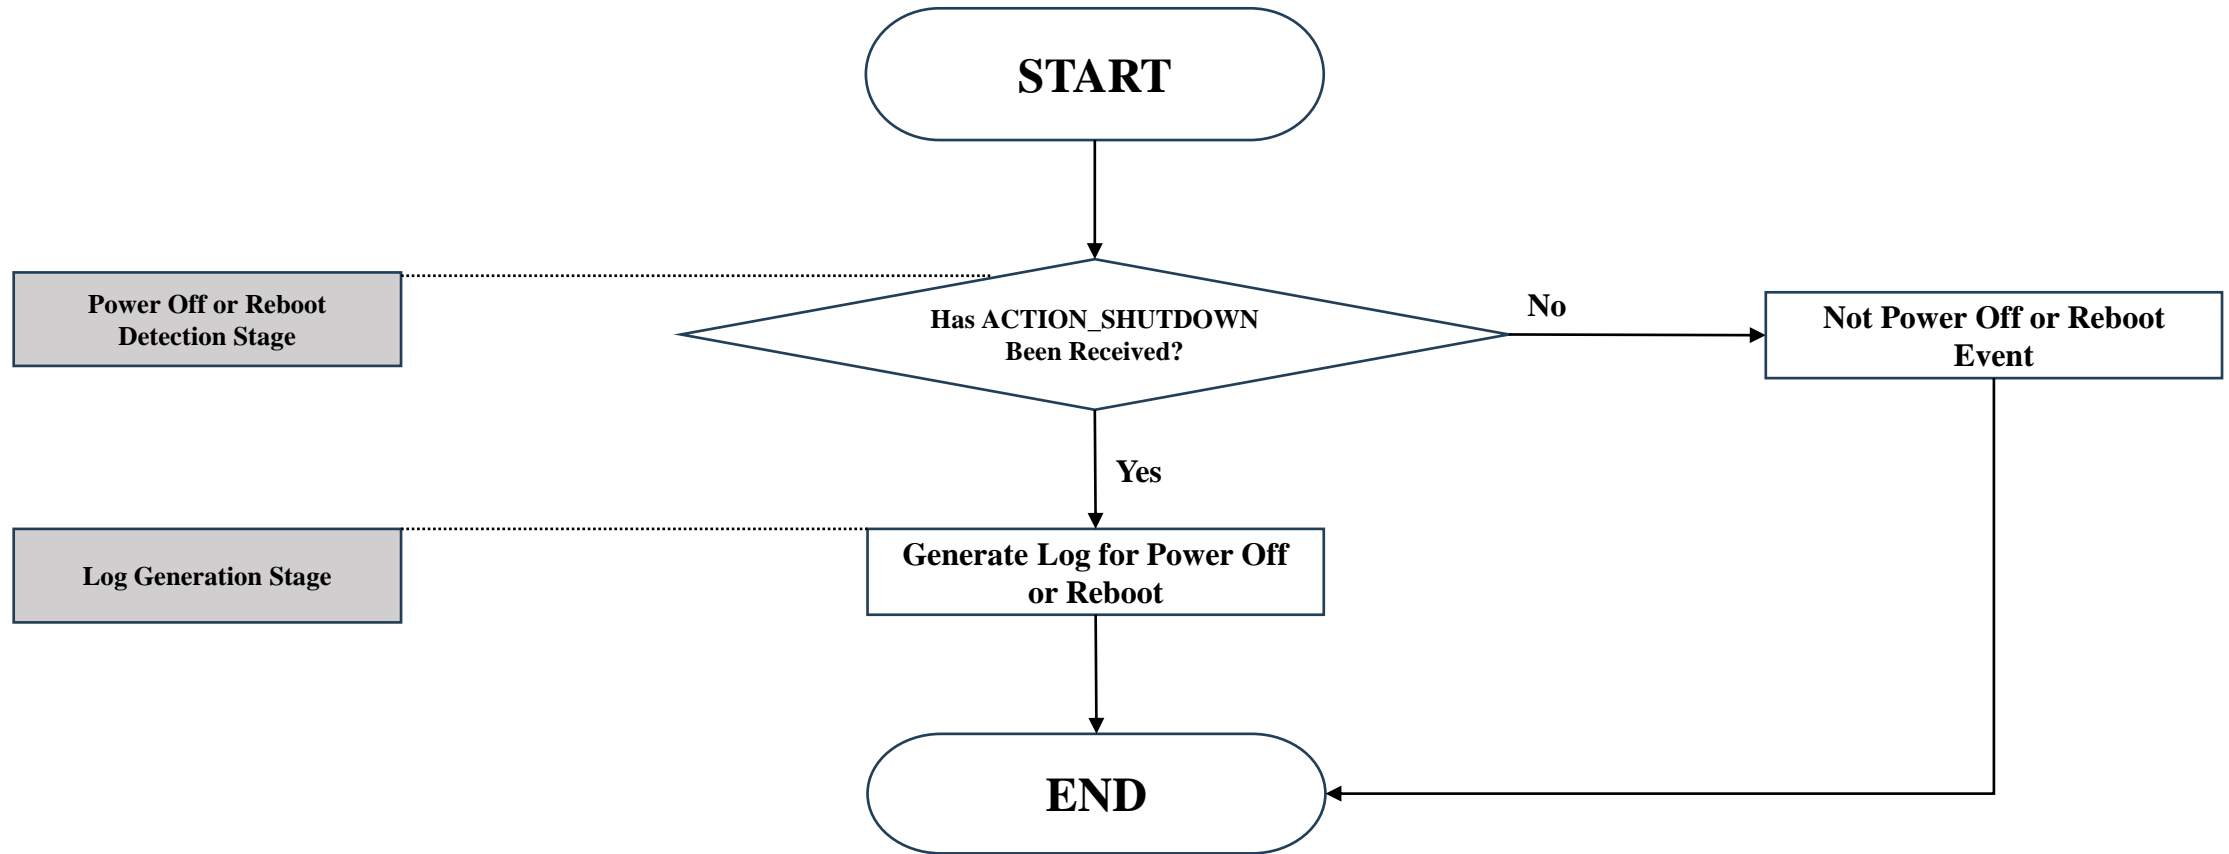 START
Power Off or Reboot
Detection Stage
Has ACTION_SHUTDOWN
Been Received?
No
Not Power Off or Reboot
Event
Yes
Log Generation Stage
Generate Log for Power Off
or Reboot
END